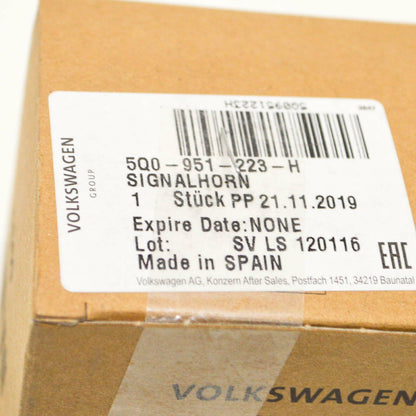 5Q0951223H
5Q0-951-223-H
SIGNALHORN
1 Stück PP 21.11.2019
Expire Date:NONE
Lot: SV LS 120116
Made in SPAIN
EAC
Volkswagen AG, Konzern After Sales, Postfach 1451, 34219 Baunatal
VOLKSWAGEN
GROUP
VOLKSWAGEN